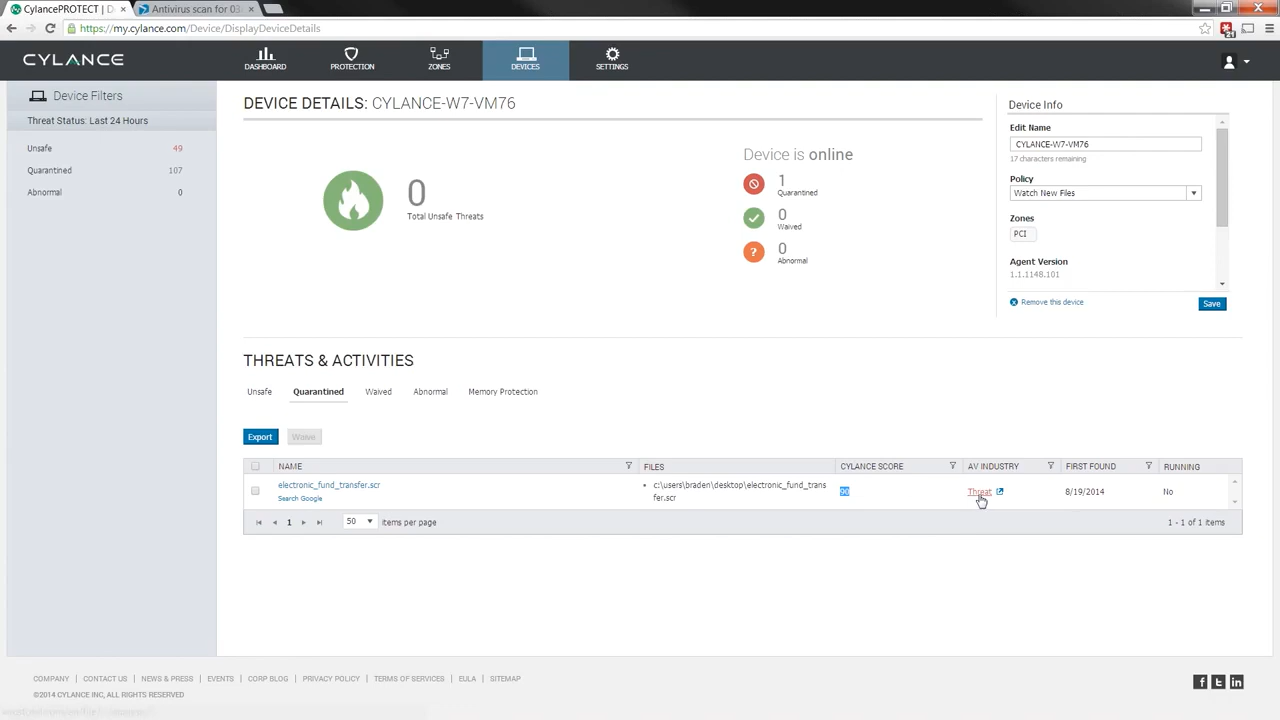 CylancePROTECT | D
Antivirus scan for 03
https://my.cylance.com/Device/DisplayDeviceDetails
21
CYLANCE
DASHBOARD
PROTECTION
ZONES
DEVICES
SETTINGS
Device Filters
Threat Status: Last 24 Hours
Unsafe 49
Quarantined 107
Abnormal 0
DEVICE DETAILS: CYLANCE-W7-VM76
0
Total Unsafe Threats
Device is online
1
Quarantined
0
Waived
?
0
Abnormal
Device Info
Edit Name
CYLANCE-W7-VM76
17 characters remaining
Policy
Watch New Files
Zones
PCI
Agent Version
1.1.1148.101
Remove this device
Save
THREATS & ACTIVITIES
Unsafe Quarantined Waived Abnormal Memory Protection
Export Waive
NAME FILES CYLANCE SCORE AV INDUSTRY FIRST FOUND RUNNING
electronic_fund_transfer.scr
Search Google
c:\users\braden\desktop\electronic_fund_trans
fer.scr
90
Threat
8/19/2014
No
1 50 items per page 1 - 1 of 1 items
COMPANY | CONTACT US | NEWS & PRESS | EVENTS | CORP BLOG | PRIVACY POLICY | TERMS OF SERVICES | EULA | SITEMAP
©2014 CYLANCE INC, ALL RIGHTS RESERVED